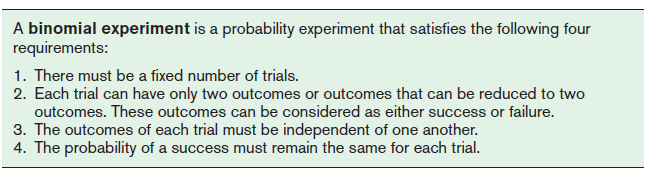 A binomial experiment is a probability experiment that satisfies the following four
requirements:
1. There must be a fixed number of trials.
2. Each trial can have only two outcomes or outcomes that can be reduced to two
outcomes. These outcomes can be considered as either success or failure.
3. The outcomes of each trial must be independent of one another.
4. The probability of a success must remain the same for each trial.